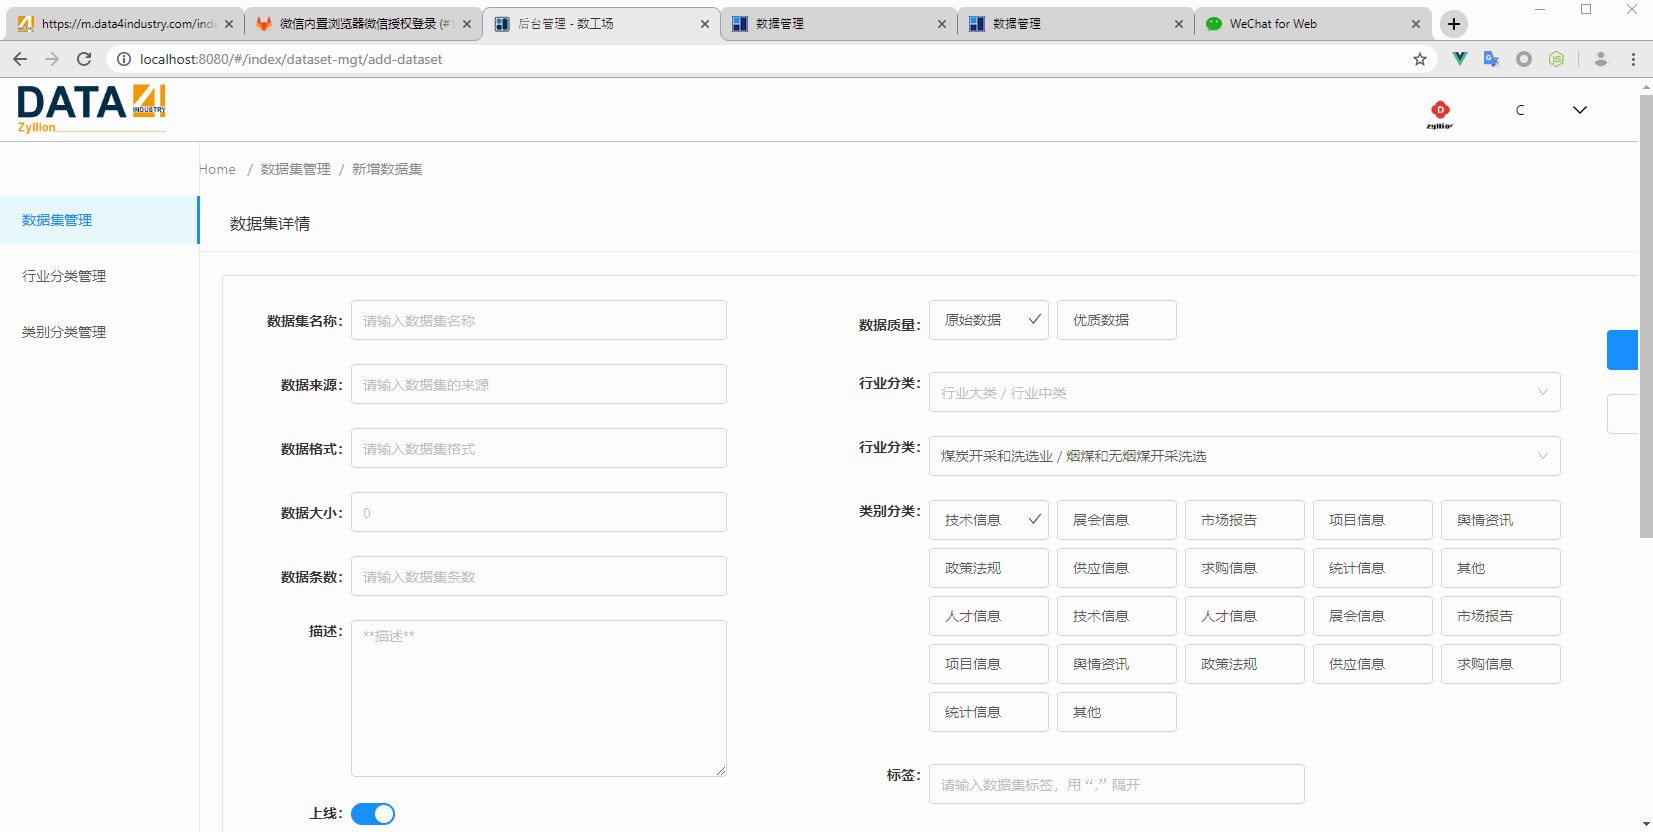 https://m.data4industry.com/ind
微信内置浏览器微信授权登录 (#1
后台管理 - 数工场
数据管理
数据管理
WeChat for Web
localhost:8080/#/index/dataset-mgt/add-dataset
DATA 4 INDUSTRY
Zyllion
D
zyllion
C
Home / 数据集管理 / 新增数据集
数据集管理
行业分类管理
类别分类管理
数据集详情
数据集名称: 请输入数据集名称
数据来源: 请输入数据集的来源
数据格式: 请输入数据集格式
数据大小: 0
数据条数: 请输入数据集条数
描述: **描述**
上线:
数据质量: 原始数据 优质数据
行业分类: 行业大类 / 行业中类
行业分类: 煤炭开采和洗选业 / 烟煤和无烟煤开采洗选
类别分类: 技术信息 展会信息 市场报告 项目信息 舆情资讯
政策法规 供应信息 求购信息 统计信息 其他
人才信息 技术信息 人才信息 展会信息 市场报告
项目信息 舆情资讯 政策法规 供应信息 求购信息
统计信息 其他
标签: 请输入数据集标签，用 “,” 隔开